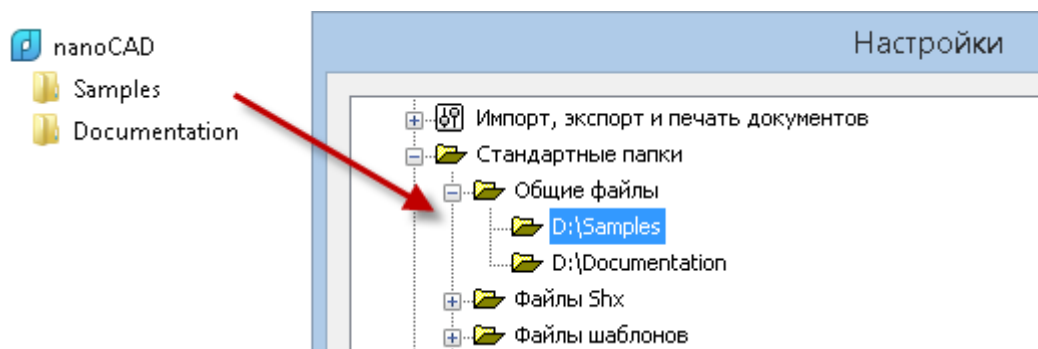 nanoCAD
Samples
Documentation
Настройки
Импорт, экспорт и печать документов
Стандартные папки
Общие файлы
D:\Samples
D:\Documentation
Файлы Shx
Файлы шаблонов